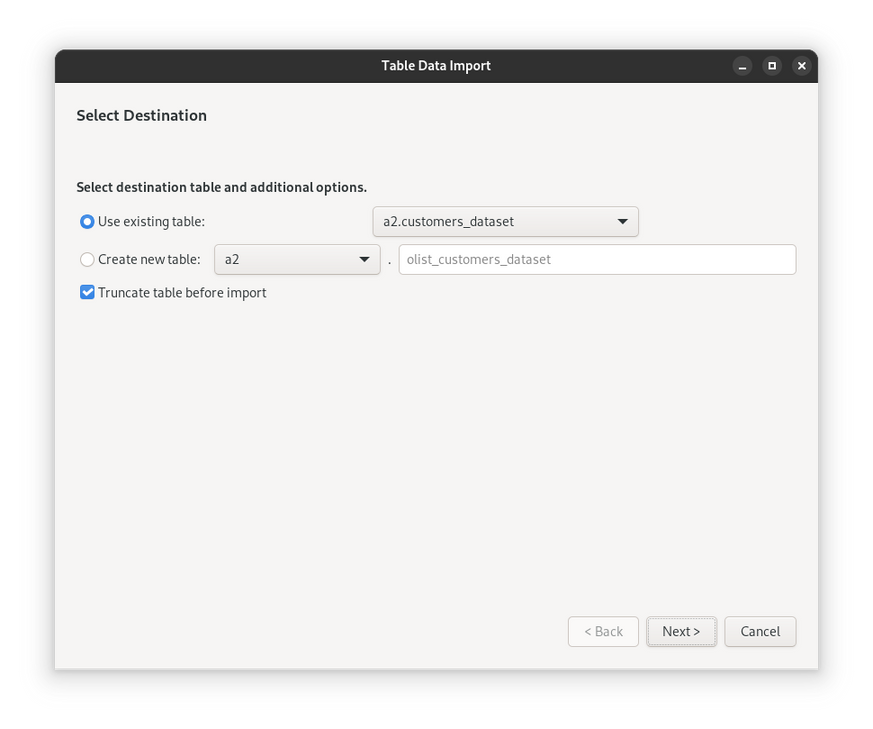 Table Data Import
Select Destination
Select destination table and additional options.
Use existing table: a2.customers_dataset
Create new table: a2 . olist_customers_dataset
Truncate table before import
< Back Next > Cancel